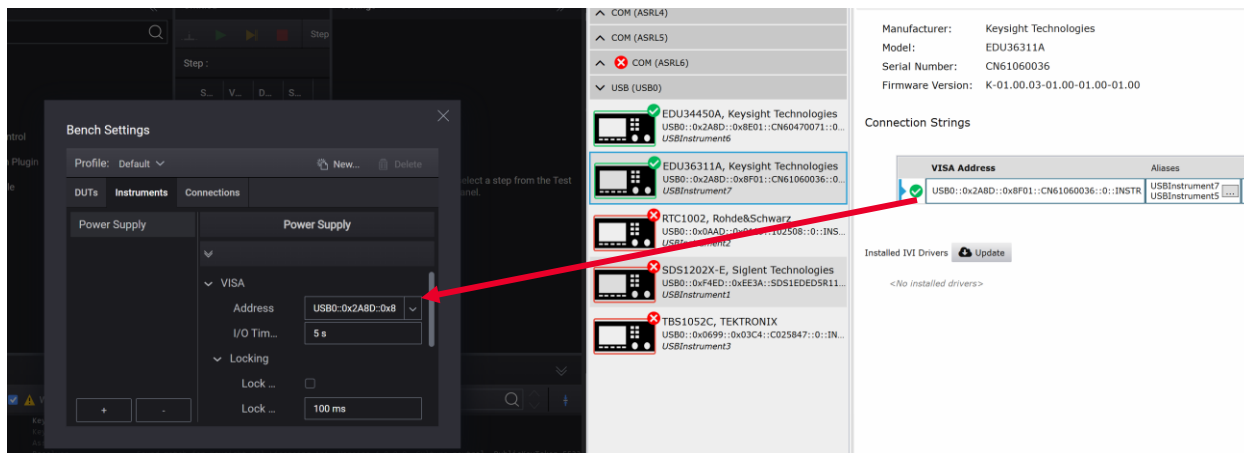 Step
Step :
S... V... D... S...
ntrol
Plugin
elect a step from the Test
Bench Settings
Profile: Default
New...
Delete
DUTs Instruments Connections
Power Supply
Power Supply
VISA
Address
USB0::0x2A8D::0x8
I/O Tim...
5 s
Locking
Lock ...
Lock ...
100 ms
+ -
COM (ASRL4)
COM (ASRL5)
COM (ASRL6)
USB (USB0)
EDU34450A, Keysight Technologies
USB0::0x2A8D::0x8E01::CN60470071::0...
USBInstrument6
EDU36311A, Keysight Technologies
USB0::0x2A8D::0x8F01::CN61060036::0...
USBInstrument7
RTC1002, Rohde&Schwarz
USB0::0x0AAD::
USBInstrument2
SDS1202X-E, Siglent Technologies
USB0::0xF4ED::0xEE3A::SDS1EDED5R11...
USBInstrument1
TBS1052C, TEKTRONIX
USB0::0x0699::0x03C4::C025847::0::IN...
USBInstrument3
Manufacturer: Keysight Technologies
Model: EDU36311A
Serial Number: CN61060036
Firmware Version: K-01.00.03-01.00-01.00-01.00
Connection Strings
VISA Address Aliases
USB0::0x2A8D::0x8F01::CN61060036::0::INSTR
USBInstrument7
USBInstrument5
...
Installed IVI Drivers Update
<No installed drivers>